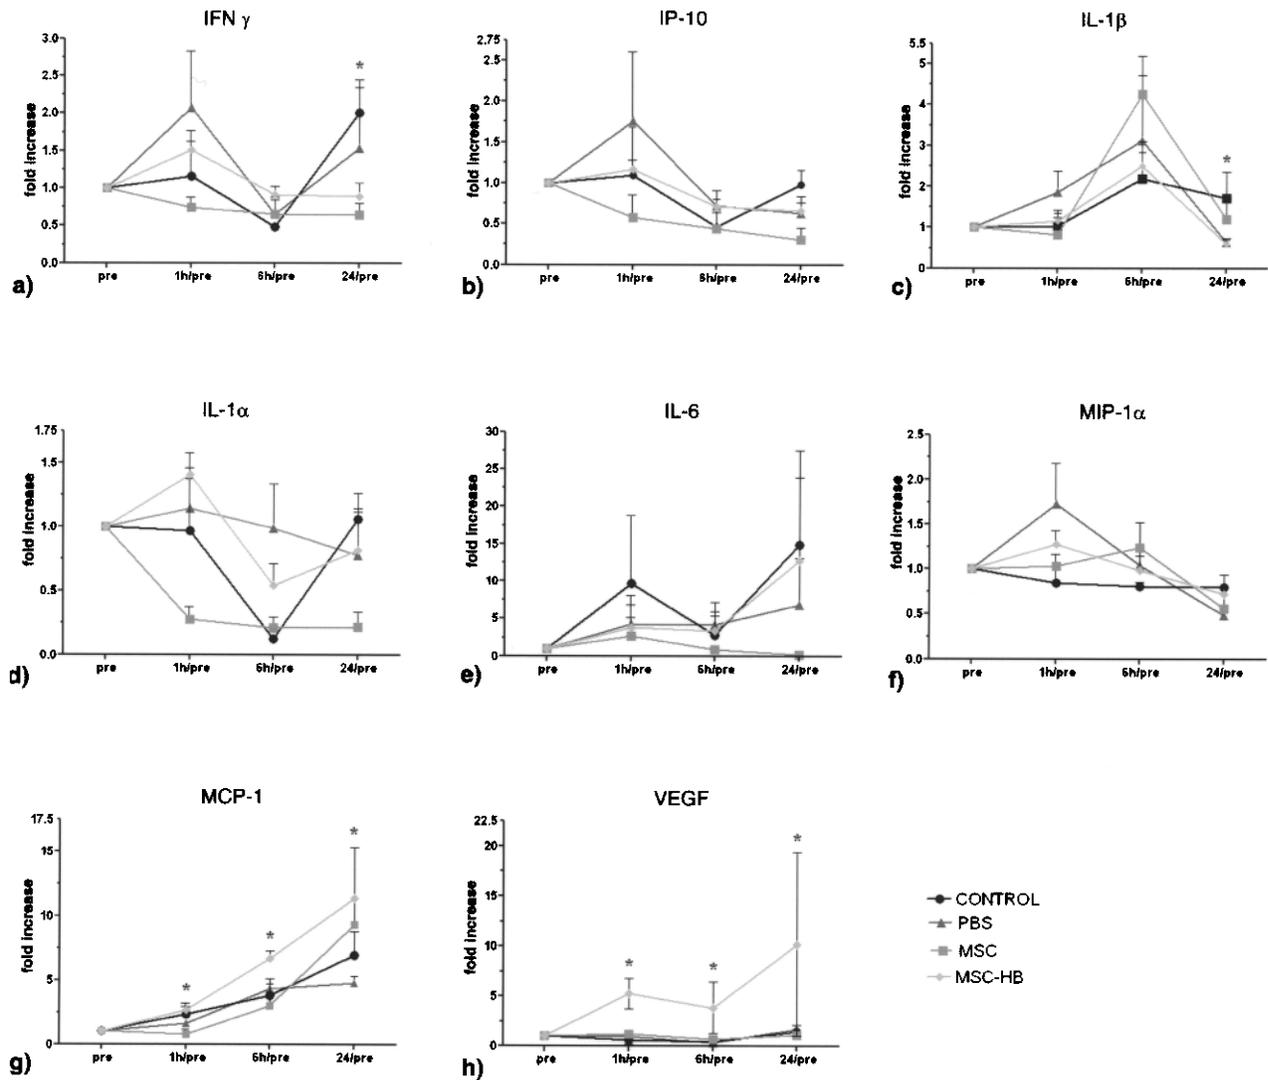 IFN γ
3.0
2.5
2.0
1.5
1.0
0.5
0.0
fold increase
*
pre 1h/pre 6h/pre 24/pre
a)
IP-10
2.75
2.5
2.0
1.5
1.0
0.5
0.0
fold increase
pre 1h/pre 6h/pre 24/pre
b)
IL-1β
5.5
5
4
3
2
1
0
fold increase
*
pre 1h/pre 6h/pre 24/pre
c)
IL-1α
1.75
1.5
1.0
0.5
0.0
fold increase
pre 1h/pre 6h/pre 24/pre
d)
IL-6
30
25
20
15
10
5
0
fold increase
pre 1h/pre 6h/pre 24/pre
e)
MIP-1α
2.5
2.0
1.5
1.0
0.5
0.0
fold increase
pre 1h/pre 6h/pre 24/pre
f)
MCP-1
17.5
15
10
5
0
fold increase
* * *
pre 1h/pre 6h/pre 24/pre
g)
VEGF
22.5
20
15
10
5
0
fold increase
* * *
pre 1h/pre 6h/pre 24/pre
h)
CONTROL
PBS
MSC
MSC-HB